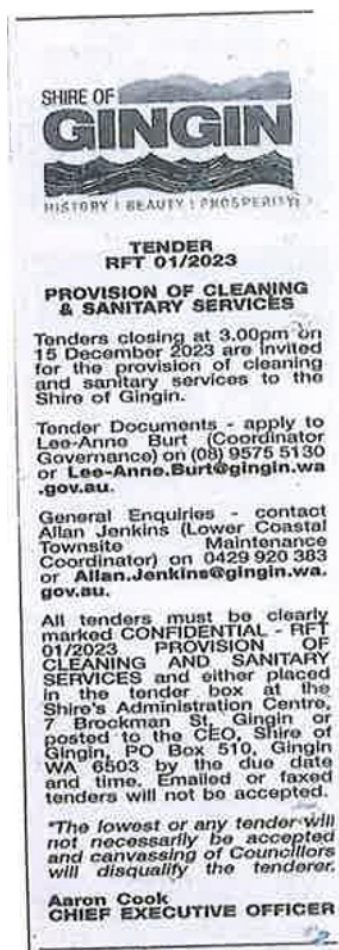 SHIRE OF
GINGIN
HISTORY | BEAUTY | PROSPERITY
TENDER
RFT 01/2023
PROVISION OF CLEANING
& SANITARY SERVICES
Tenders closing at 3.00pm on
15 December 2023 are invited
for the provision of cleaning
and sanitary services to the
Shire of Gingin.
Tender Documents - apply to
Lee-Anne Burt (Coordinator
Governance) on (08) 9575 5130
or Lee-Anne.Burt@gingin.wa
.gov.au.
General Enquiries - contact
Allan Jenkins (Lower Coastal
Townsite Maintenance
Coordinator) on 0429 920 383
or Allan.Jenkins@gingin.wa.
gov.au.
All tenders must be clearly
marked CONFIDENTIAL - RFT
01/2023 PROVISION OF
CLEANING AND SANITARY
SERVICES and either placed
in the tender box at the
Shire's Administration Centre,
7 Brockman St, Gingin or
posted to the CEO, Shire of
Gingin, PO Box 510, Gingin
WA 6503 by the due date
and time. Emailed or faxed
tenders will not be accepted.
"The lowest or any tender will
not necessarily be accepted
and canvassing of Councillors
will disqualify the tenderer.
Aaron Cook
CHIEF EXECUTIVE OFFICER